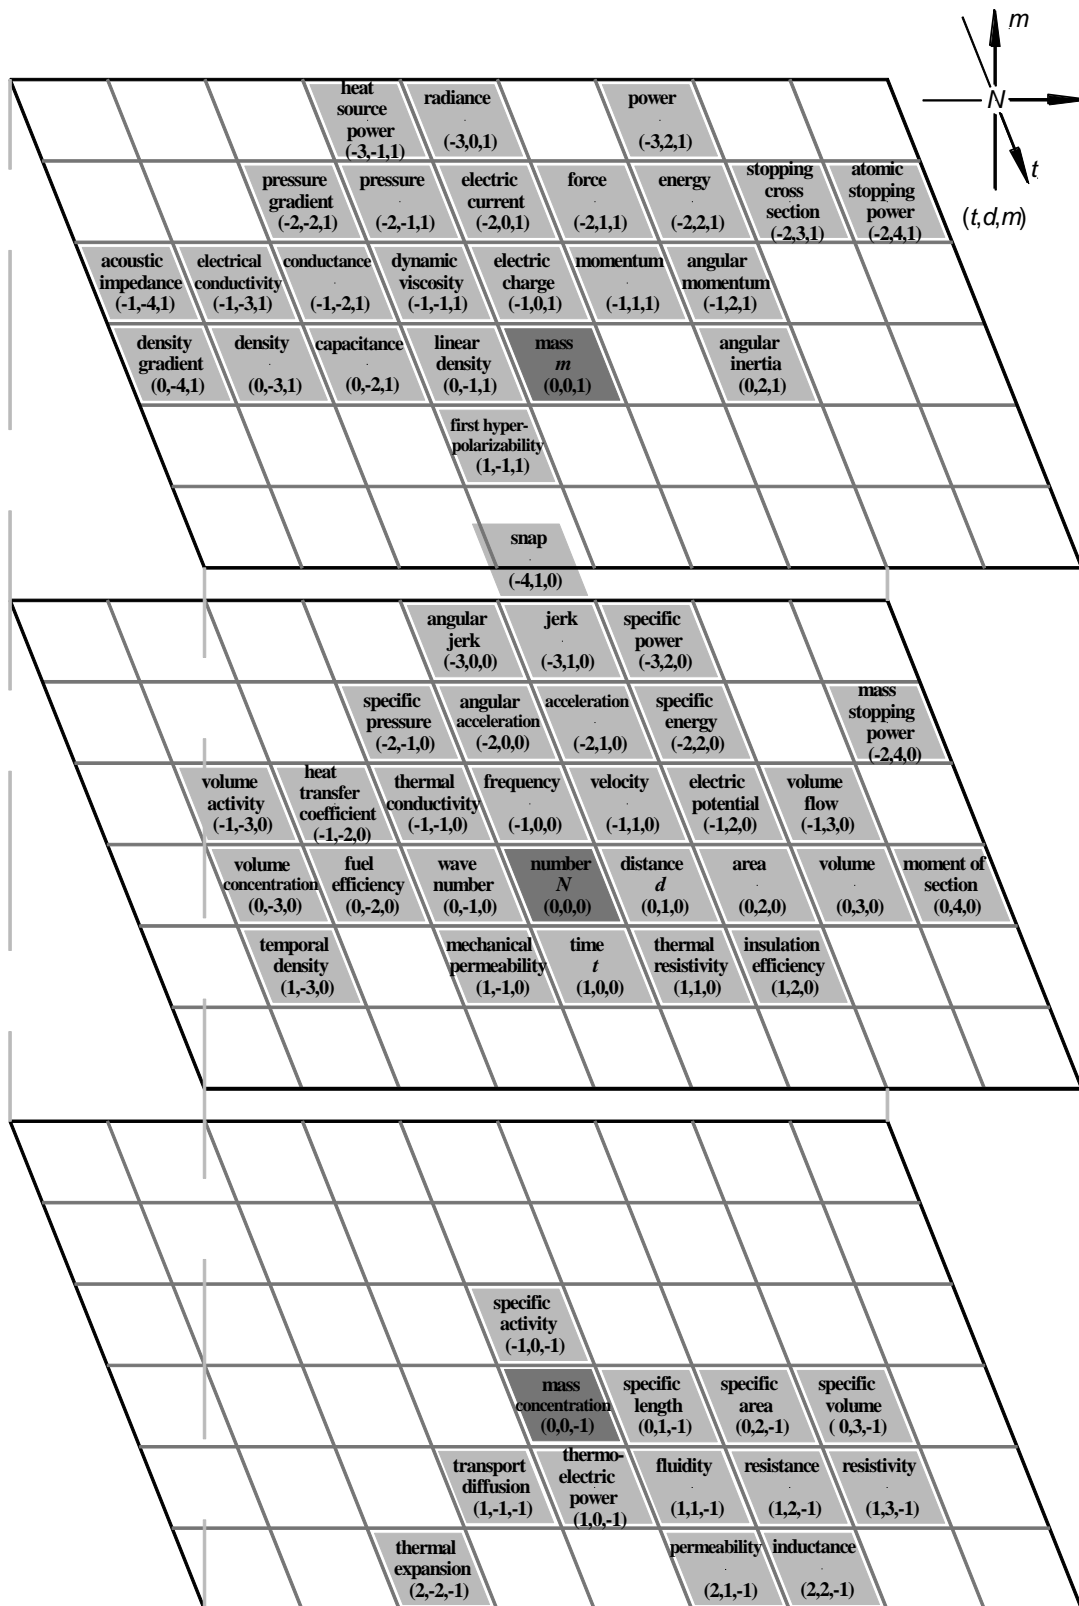 m
N
t
(t,d,m)
heat
source
power
(-3,-1,1)
radiance
(-3,0,1)
power
(-3,2,1)
pressure
gradient
(-2,-2,1)
pressure
(-2,-1,1)
electric
current
(-2,0,1)
force
(-2,1,1)
energy
(-2,2,1)
stopping
cross
section
(-2,3,1)
atomic
stopping
power
(-2,4,1)
acoustic
impedance
(-1,-4,1)
electrical
conductivity
(-1,-3,1)
conductance
(-1,-2,1)
dynamic
viscosity
(-1,-1,1)
electric
charge
(-1,0,1)
momentum
(-1,1,1)
angular
momentum
(-1,2,1)
density
gradient
(0,-4,1)
density
(0,-3,1)
capacitance
(0,-2,1)
linear
density
(0,-1,1)
mass
m
(0,0,1)
angular
inertia
(0,2,1)
first hyper-
polarizability
(1,-1,1)
snap
(-4,1,0)
angular
jerk
(-3,0,0)
jerk
(-3,1,0)
specific
power
(-3,2,0)
specific
pressure
(-2,-1,0)
angular
acceleration
(-2,0,0)
acceleration
(-2,1,0)
specific
energy
(-2,2,0)
mass
stopping
power
(-2,4,0)
volume
activity
(-1,-3,0)
heat
transfer
coefficient
(-1,-2,0)
thermal
conductivity
(-1,-1,0)
frequency
(-1,0,0)
velocity
(-1,1,0)
electric
potential
(-1,2,0)
volume
flow
(-1,3,0)
volume
concentration
(0,-3,0)
fuel
efficiency
(0,-2,0)
wave
number
(0,-1,0)
number
N
(0,0,0)
distance
d
(0,1,0)
area
(0,2,0)
volume
(0,3,0)
moment of
section
(0,4,0)
temporal
density
(1,-3,0)
mechanical
permeability
(1,-1,0)
time
t
(1,0,0)
thermal
resistivity
(1,1,0)
insulation
efficiency
(1,2,0)
specific
activity
(-1,0,-1)
mass
concentration
(0,0,-1)
specific
length
(0,1,-1)
specific
area
(0,2,-1)
specific
volume
( 0,3,-1)
transport
diffusion
(1,-1,-1)
thermo-
electric
power
(1,0,-1)
fluidity
(1,1,-1)
resistance
(1,2,-1)
resistivity
(1,3,-1)
thermal
expansion
(2,-2,-1)
permeability
(2,1,-1)
inductance
(2,2,-1)